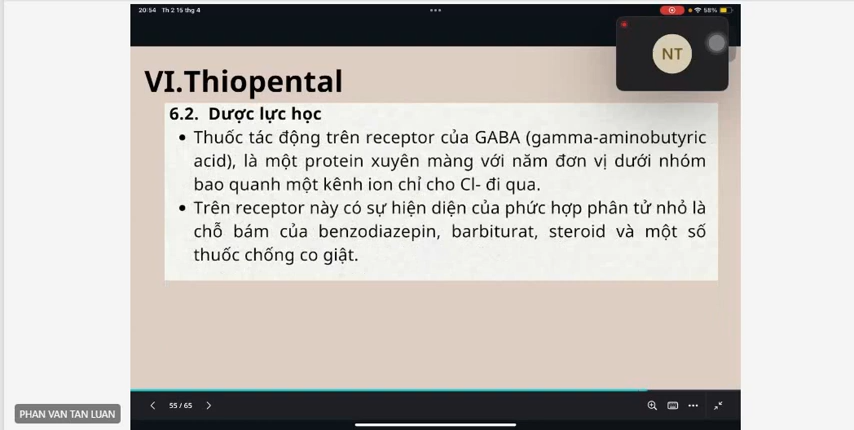 20:54 Th 2 15 thg 4
58%
NT
VI.Thiopental
6.2. Dược lực học
• Thuốc tác động trên receptor của GABA (gamma-aminobutyric
acid), là một protein xuyên màng với năm đơn vị dưới nhóm
bao quanh một kênh ion chỉ cho Cl- đi qua.
• Trên receptor này có sự hiện diện của phức hợp phân tử nhỏ là
chỗ bám của benzodiazepin, barbiturat, steroid và một số
thuốc chống co giật.
55 / 65
PHAN VAN TAN LUAN